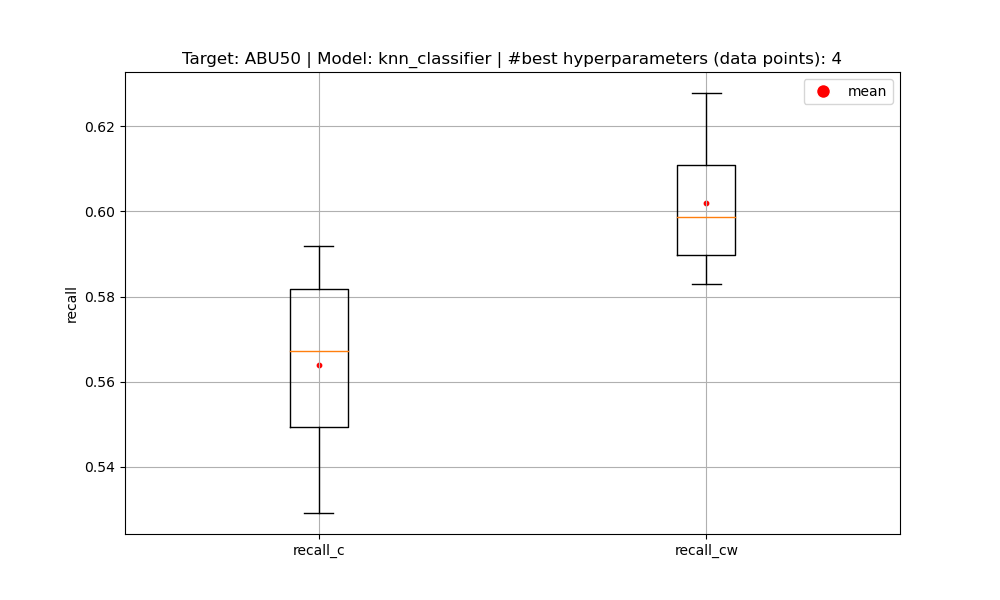 Target: ABU50 | Model: knn_classifier | #best hyperparameters (data points): 4
mean
0.62
0.60
0.58
0.56
0.54
recall
recall_c
recall_cw